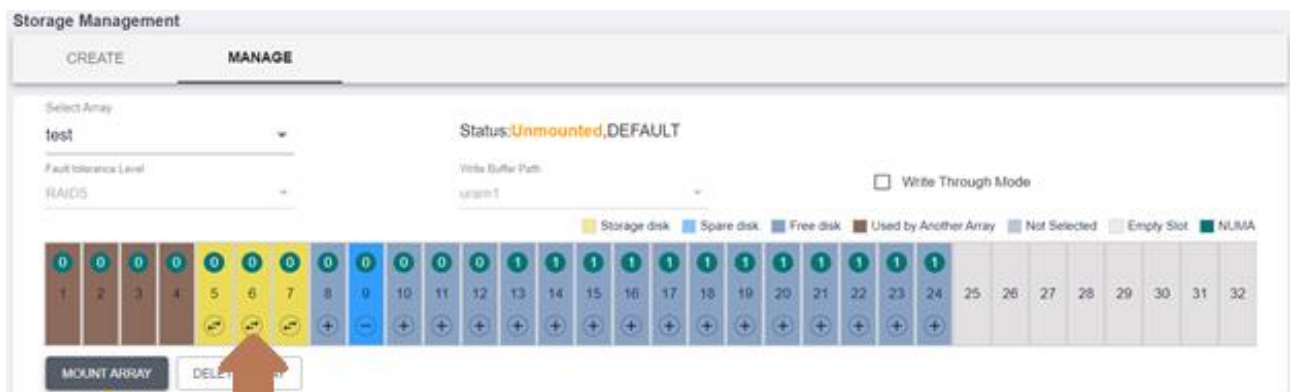 Storage Management
CREATE MANAGE
Select Array
test
Status:Unmounted,DEFAULT
Fault tolerance Level
Write Buffer Path
RAID5
uram1
Write Through Mode
Storage disk Spare disk Free disk Used by Another Array Not Selected Empty Slot NUMA
0 0 0 0 0 0 0 0 0 0 0 0 1 1 1 1 1 1 1 1 1 1 1 1
1 2 3 4 5 6 7 8 9 10 11 12 13 14 15 16 17 18 19 20 21 22 23 24 25 26 27 28 29 30 31 32
MOUNT ARRAY